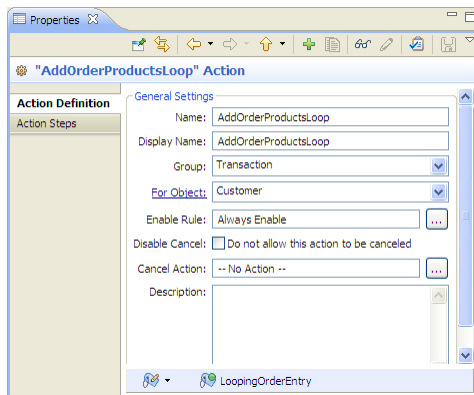 Properties
"AddOrderProductsLoop" Action
Action Definition
Action Steps
General Settings
Name: AddOrderProductsLoop
Display Name: AddOrderProductsLoop
Group: Transaction
For Object: Customer
Enable Rule: Always Enable ...
Disable Cancel: Do not allow this action to be canceled
Cancel Action: -- No Action -- ...
Description:
LoopingOrderEntry